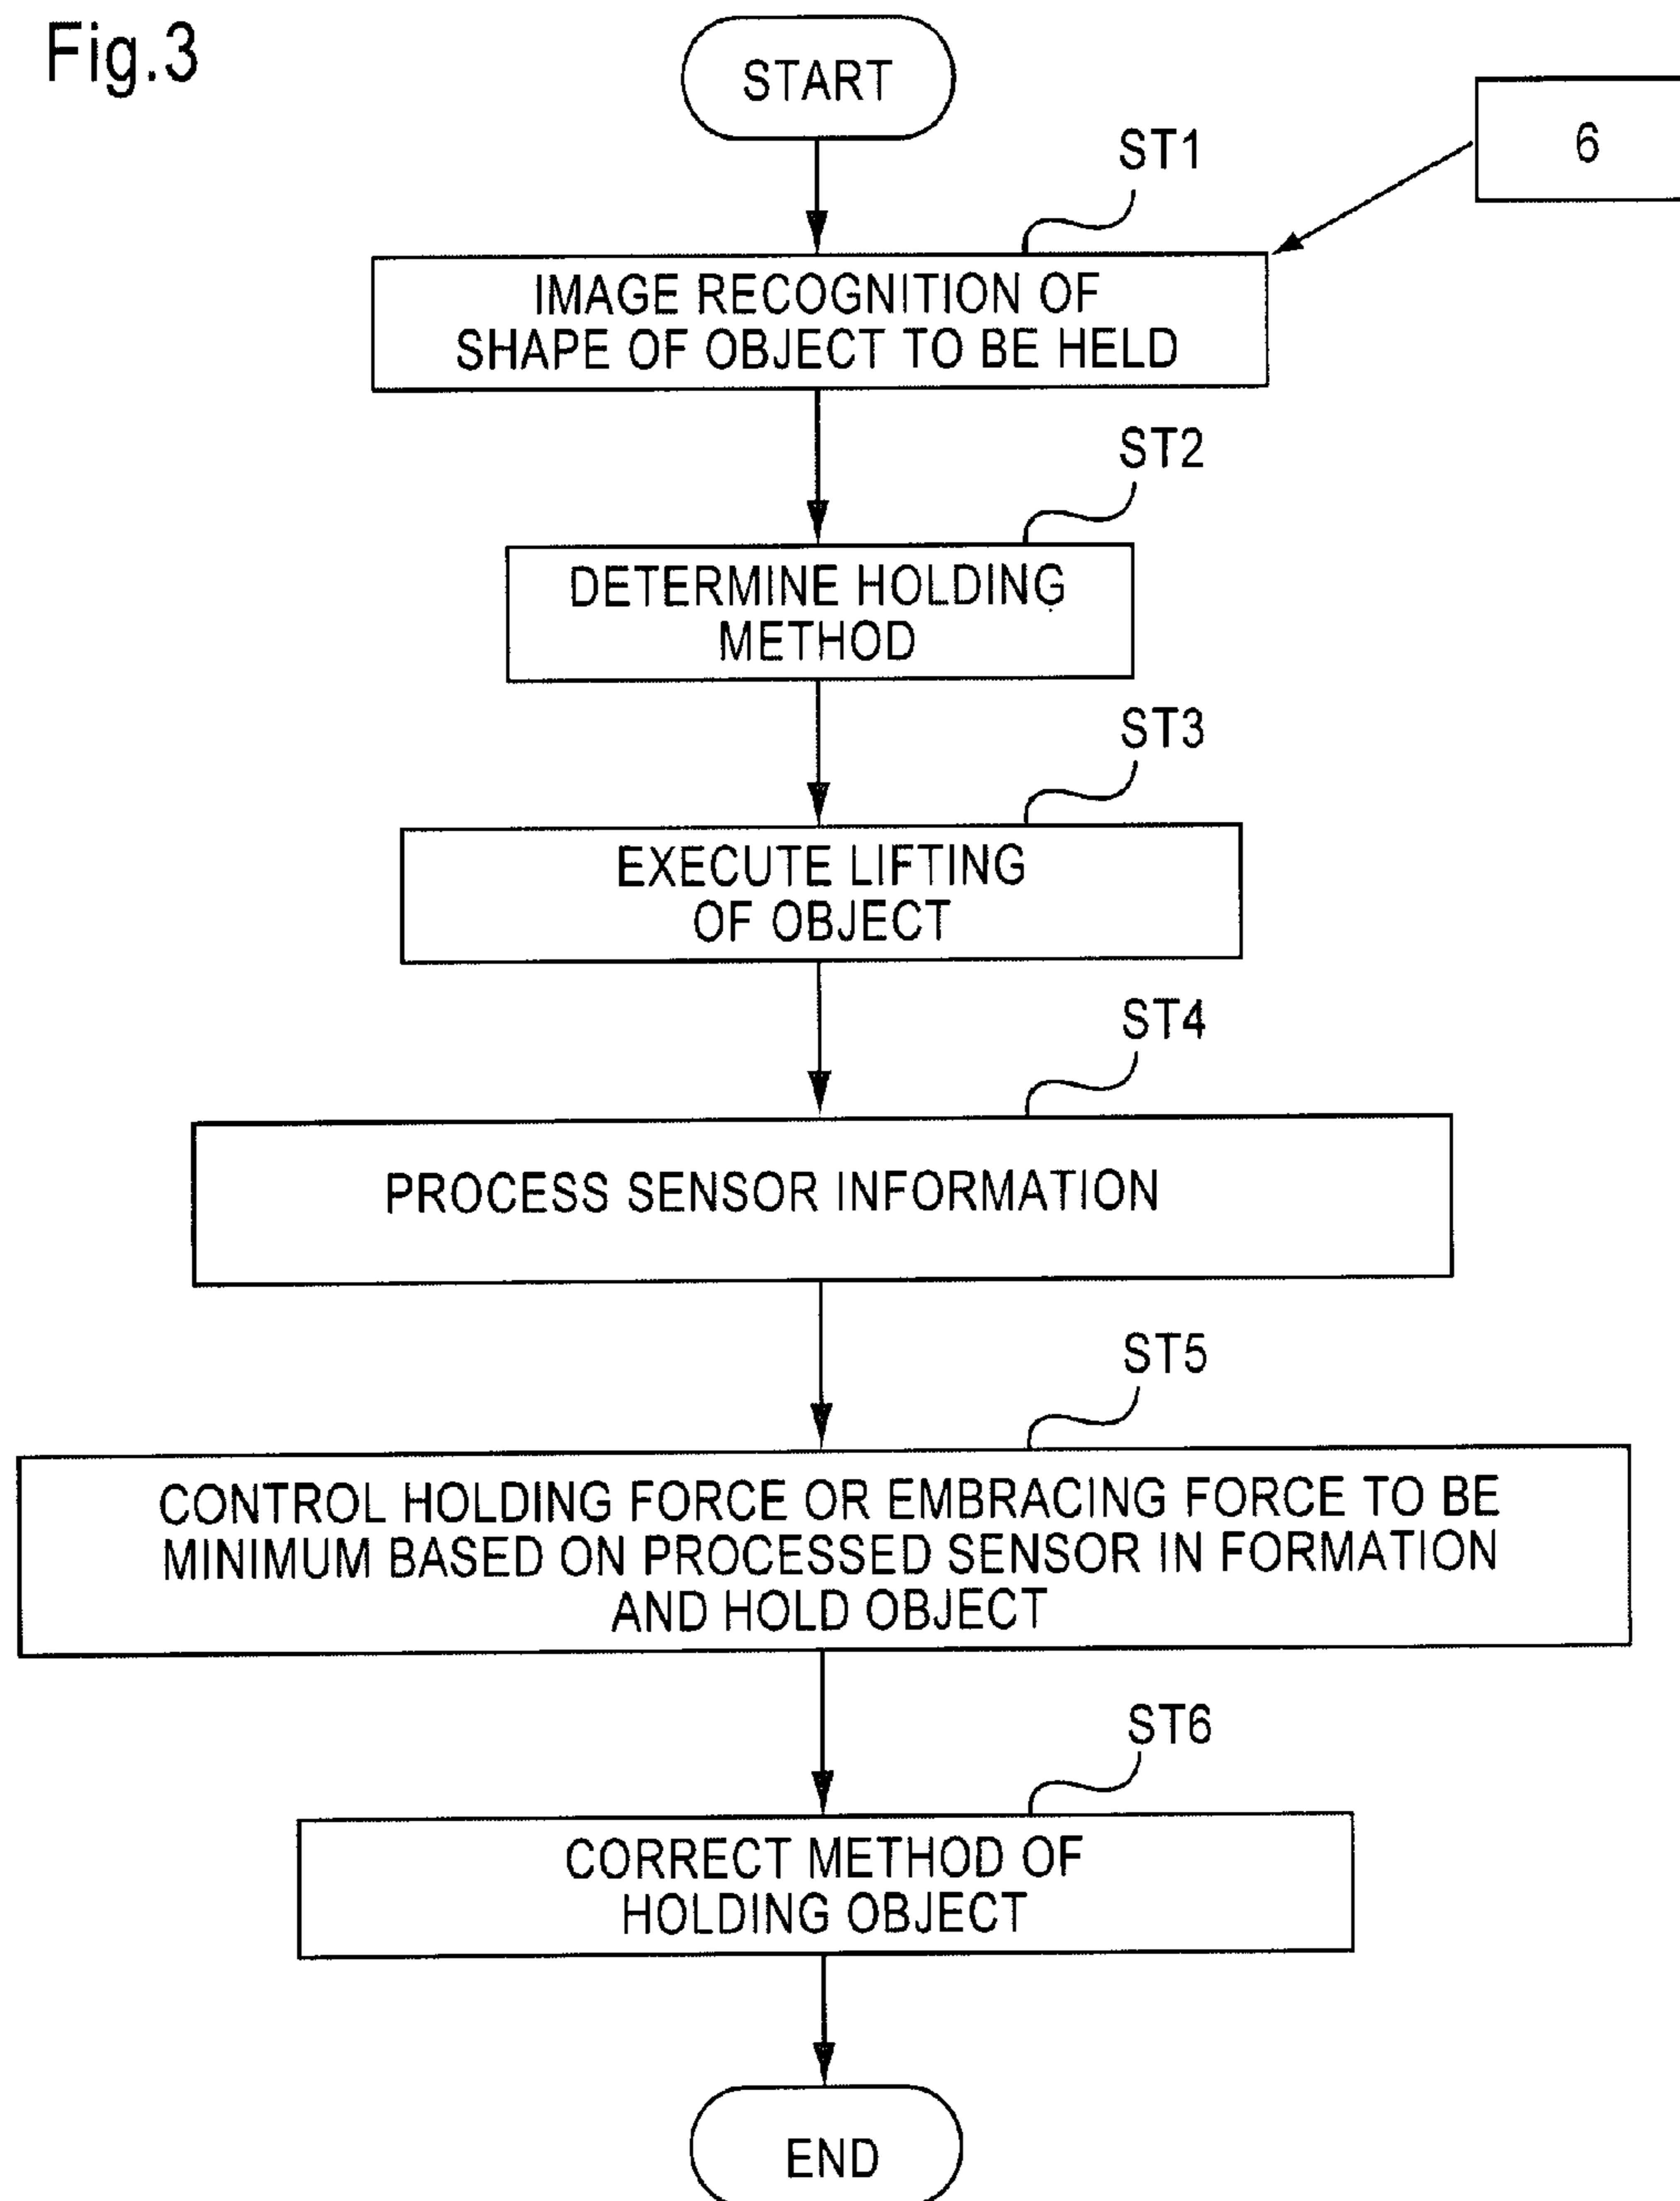 Fig.3
START
6
ST1
IMAGE RECOGNITION OF
SHAPE OF OBJECT TO BE HELD
ST2
DETERMINE HOLDING
METHOD
ST3
EXECUTE LIFTING
OF OBJECT
ST4
PROCESS SENSOR INFORMATION
ST5
CONTROL HOLDING FORCE OR EMBRACING FORCE TO BE
MINIMUM BASED ON PROCESSED SENSOR IN FORMATION
AND HOLD OBJECT
ST6
CORRECT METHOD OF
HOLDING OBJECT
END